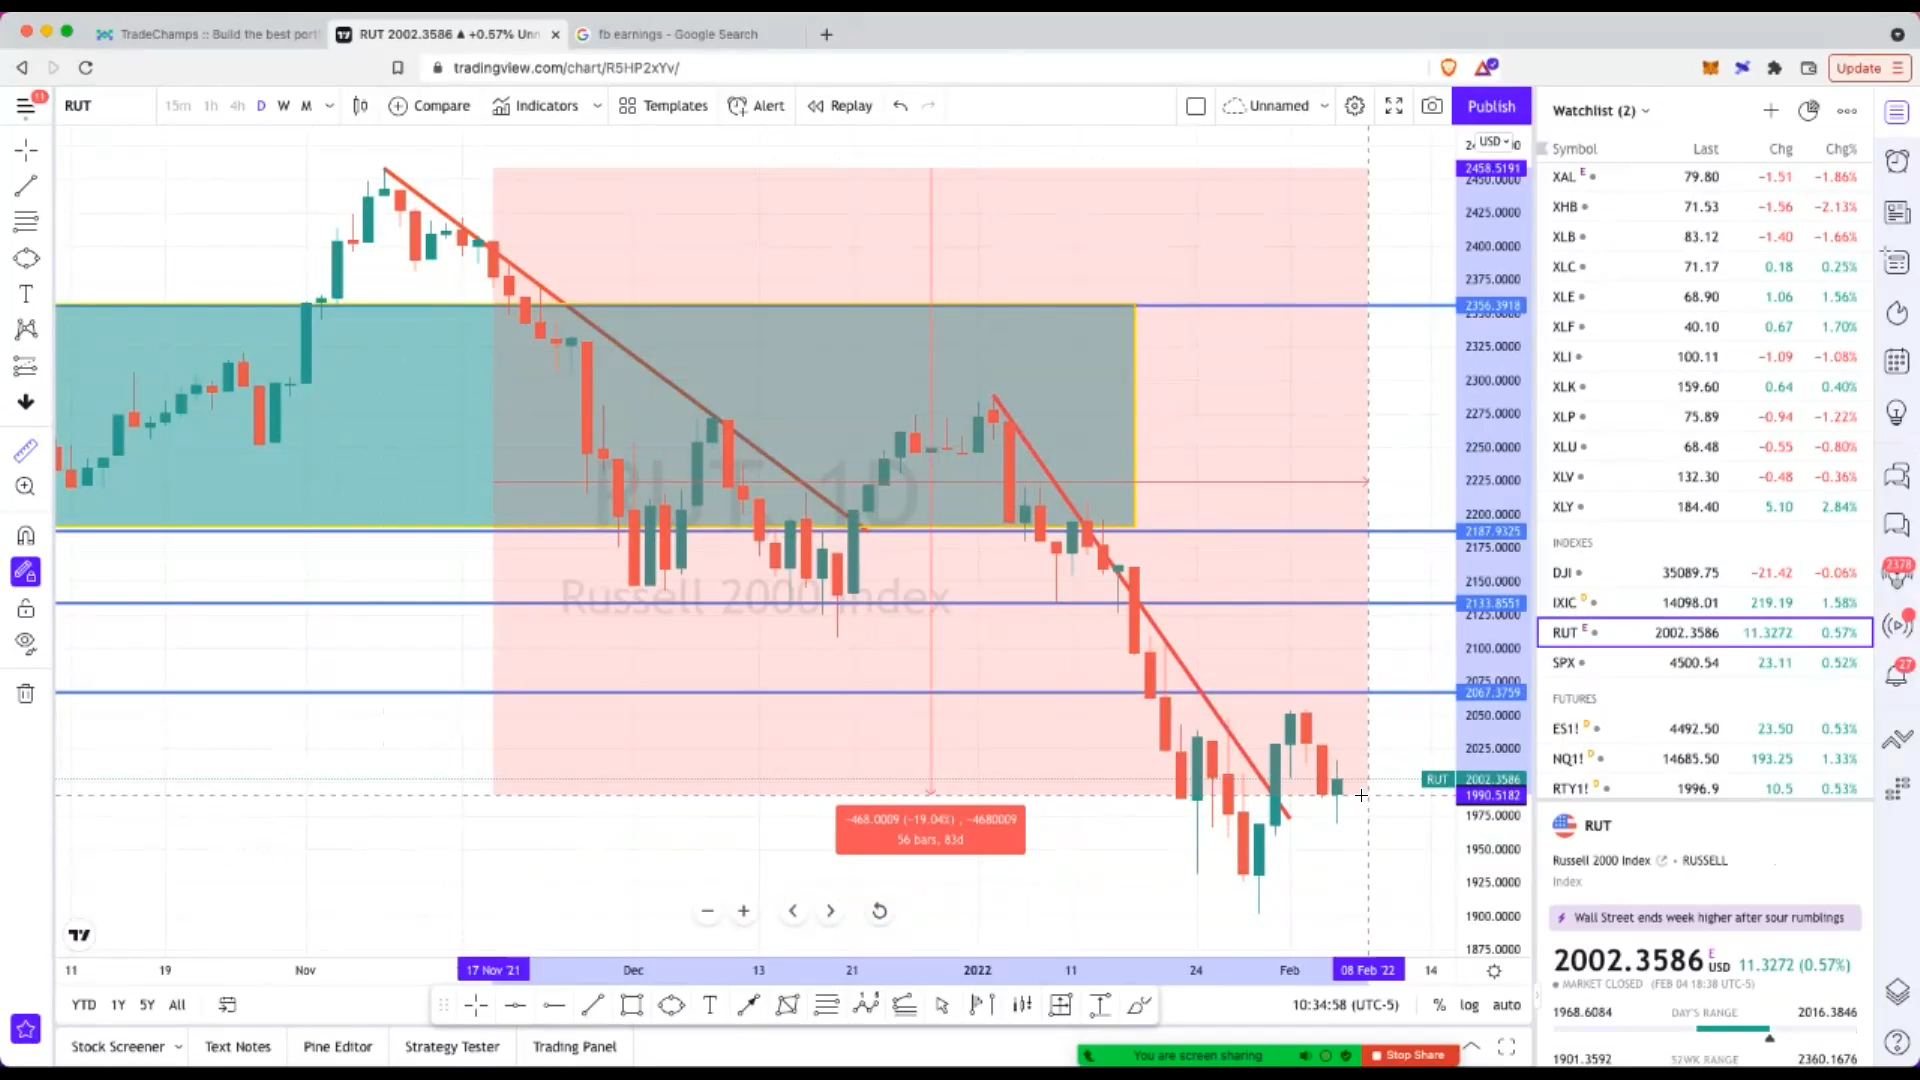 TradeChamps :: Build the best port
RUT 2002.3586 ▲ +0.57% Unn
fb earnings - Google Search
tradingview.com/chart/R5HP2xYv/
Update
11
RUT
15m 1h 4h D W M
Compare
Indicators
Templates
Alert
Replay
Unnamed
Publish
USD
2458.5191
2450.0000
2425.0000
2400.0000
2375.0000
2356.3918
2350.0000
2325.0000
2300.0000
2275.0000
2250.0000
2225.0000
2200.0000
2187.9325
2175.0000
2150.0000
2133.8551
2125.0000
2100.0000
2075.0000
2067.3759
2050.0000
2025.0000
RUT 2002.3586
1990.5182
1975.0000
1950.0000
1925.0000
1900.0000
1875.0000
RUT, 1D
Russell 2000 Index
-468.0009 (-19.04%) , -4680009
56 bars, 83d
11 19 Nov 17 Nov '21 Dec 13 21 2022 11 24 Feb 08 Feb '22 14
YTD 1Y 5Y All
10:34:58 (UTC-5) % log auto
Stock Screener
Text Notes
Pine Editor
Strategy Tester
Trading Panel
You are screen sharing
Stop Share
Watchlist (2)
Symbol Last Chg Chg%
XAL E 79.80 −1.51 −1.86%
XHB 71.53 −1.56 −2.13%
XLB 83.12 −1.40 −1.66%
XLC 71.17 0.18 0.25%
XLE 68.90 1.06 1.56%
XLF 40.10 0.67 1.70%
XLI 100.11 −1.09 −1.08%
XLK 159.60 0.64 0.40%
XLP 75.89 −0.94 −1.22%
XLU 68.48 −0.55 −0.80%
XLV 132.30 −0.48 −0.36%
XLY 184.40 5.10 2.84%
INDEXES
DJI 35089.75 −21.42 −0.06%
IXIC D 14098.01 219.19 1.58%
RUT E 2002.3586 11.3272 0.57%
SPX 4500.54 23.11 0.52%
FUTURES
ES1! D 4492.50 23.50 0.53%
NQ1! D 14685.50 193.25 1.33%
RTY1! D 1996.9 10.5 0.53%
RUT
Russell 2000 Index • RUSSELL
Index
Wall Street ends week higher after sour rumblings
2002.3586 E USD 11.3272 (0.57%)
MARKET CLOSED (FEB 04 18:38 UTC-5)
1968.6084 DAY'S RANGE 2016.3846
1901.3592 52WK RANGE 2360.1676
2378
27